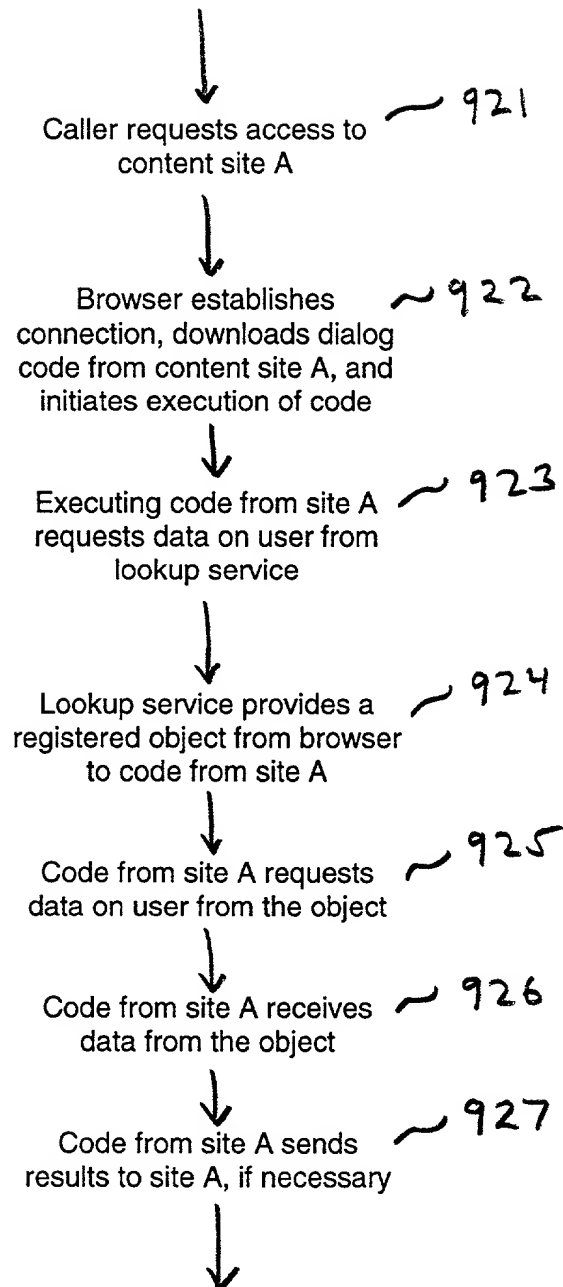 921
Caller requests access to
content site A
922
Browser establishes
connection, downloads dialog
code from content site A, and
initiates execution of code
923
Executing code from site A
requests data on user from
lookup service
924
Lookup service provides a
registered object from browser
to code from site A
925
Code from site A requests
data on user from the object
926
Code from site A receives
data from the object
927
Code from site A sends
results to site A, if necessary